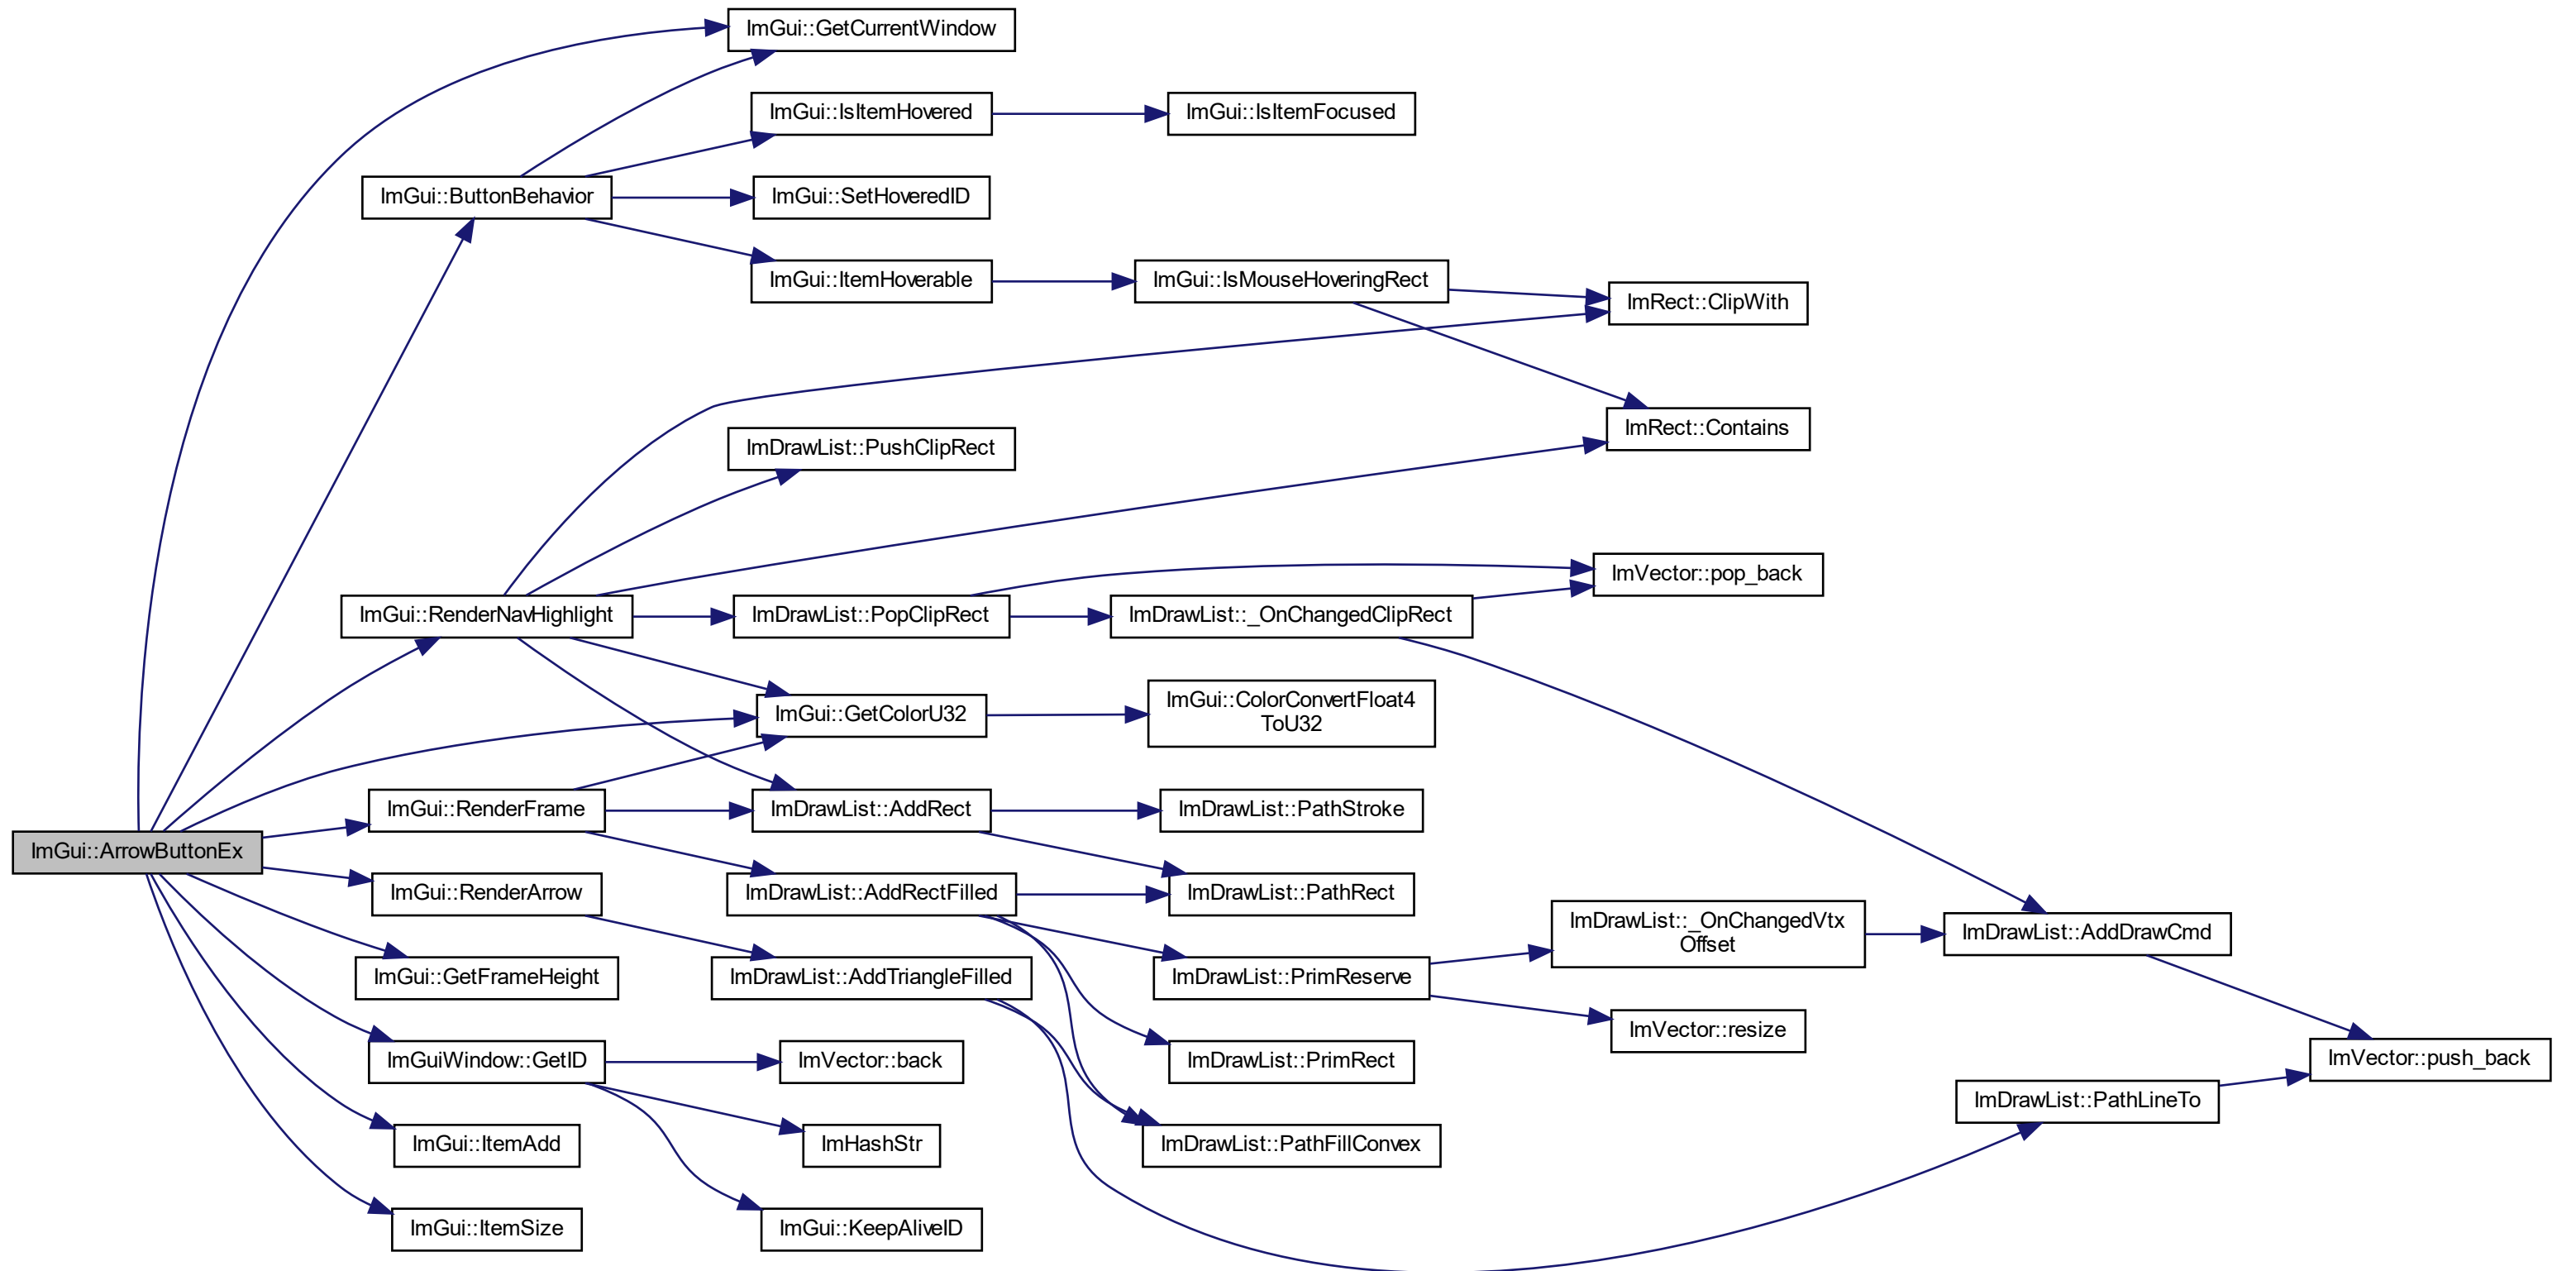 ImGui::GetCurrentWindow
ImGui::IsItemHovered
ImGui::IsItemFocused
ImGui::ButtonBehavior
ImGui::SetHoveredID
ImGui::ItemHoverable
ImGui::IsMouseHoveringRect
ImRect::ClipWith
ImRect::Contains
ImDrawList::PushClipRect
ImVector::pop_back
ImGui::RenderNavHighlight
ImDrawList::PopClipRect
ImDrawList::_OnChangedClipRect
ImGui::GetColorU32
ImGui::ColorConvertFloat4
ToU32
ImGui::RenderFrame
ImDrawList::AddRect
ImDrawList::PathStroke
ImGui::ArrowButtonEx
ImGui::RenderArrow
ImDrawList::AddRectFilled
ImDrawList::PathRect
ImDrawList::_OnChangedVtx
Offset
ImDrawList::AddDrawCmd
ImGui::GetFrameHeight
ImDrawList::AddTriangleFilled
ImDrawList::PrimReserve
ImVector::resize
ImGuiWindow::GetID
ImVector::back
ImDrawList::PrimRect
ImVector::push_back
ImDrawList::PathLineTo
ImGui::ItemAdd
ImHashStr
ImDrawList::PathFillConvex
ImGui::ItemSize
ImGui::KeepAliveID